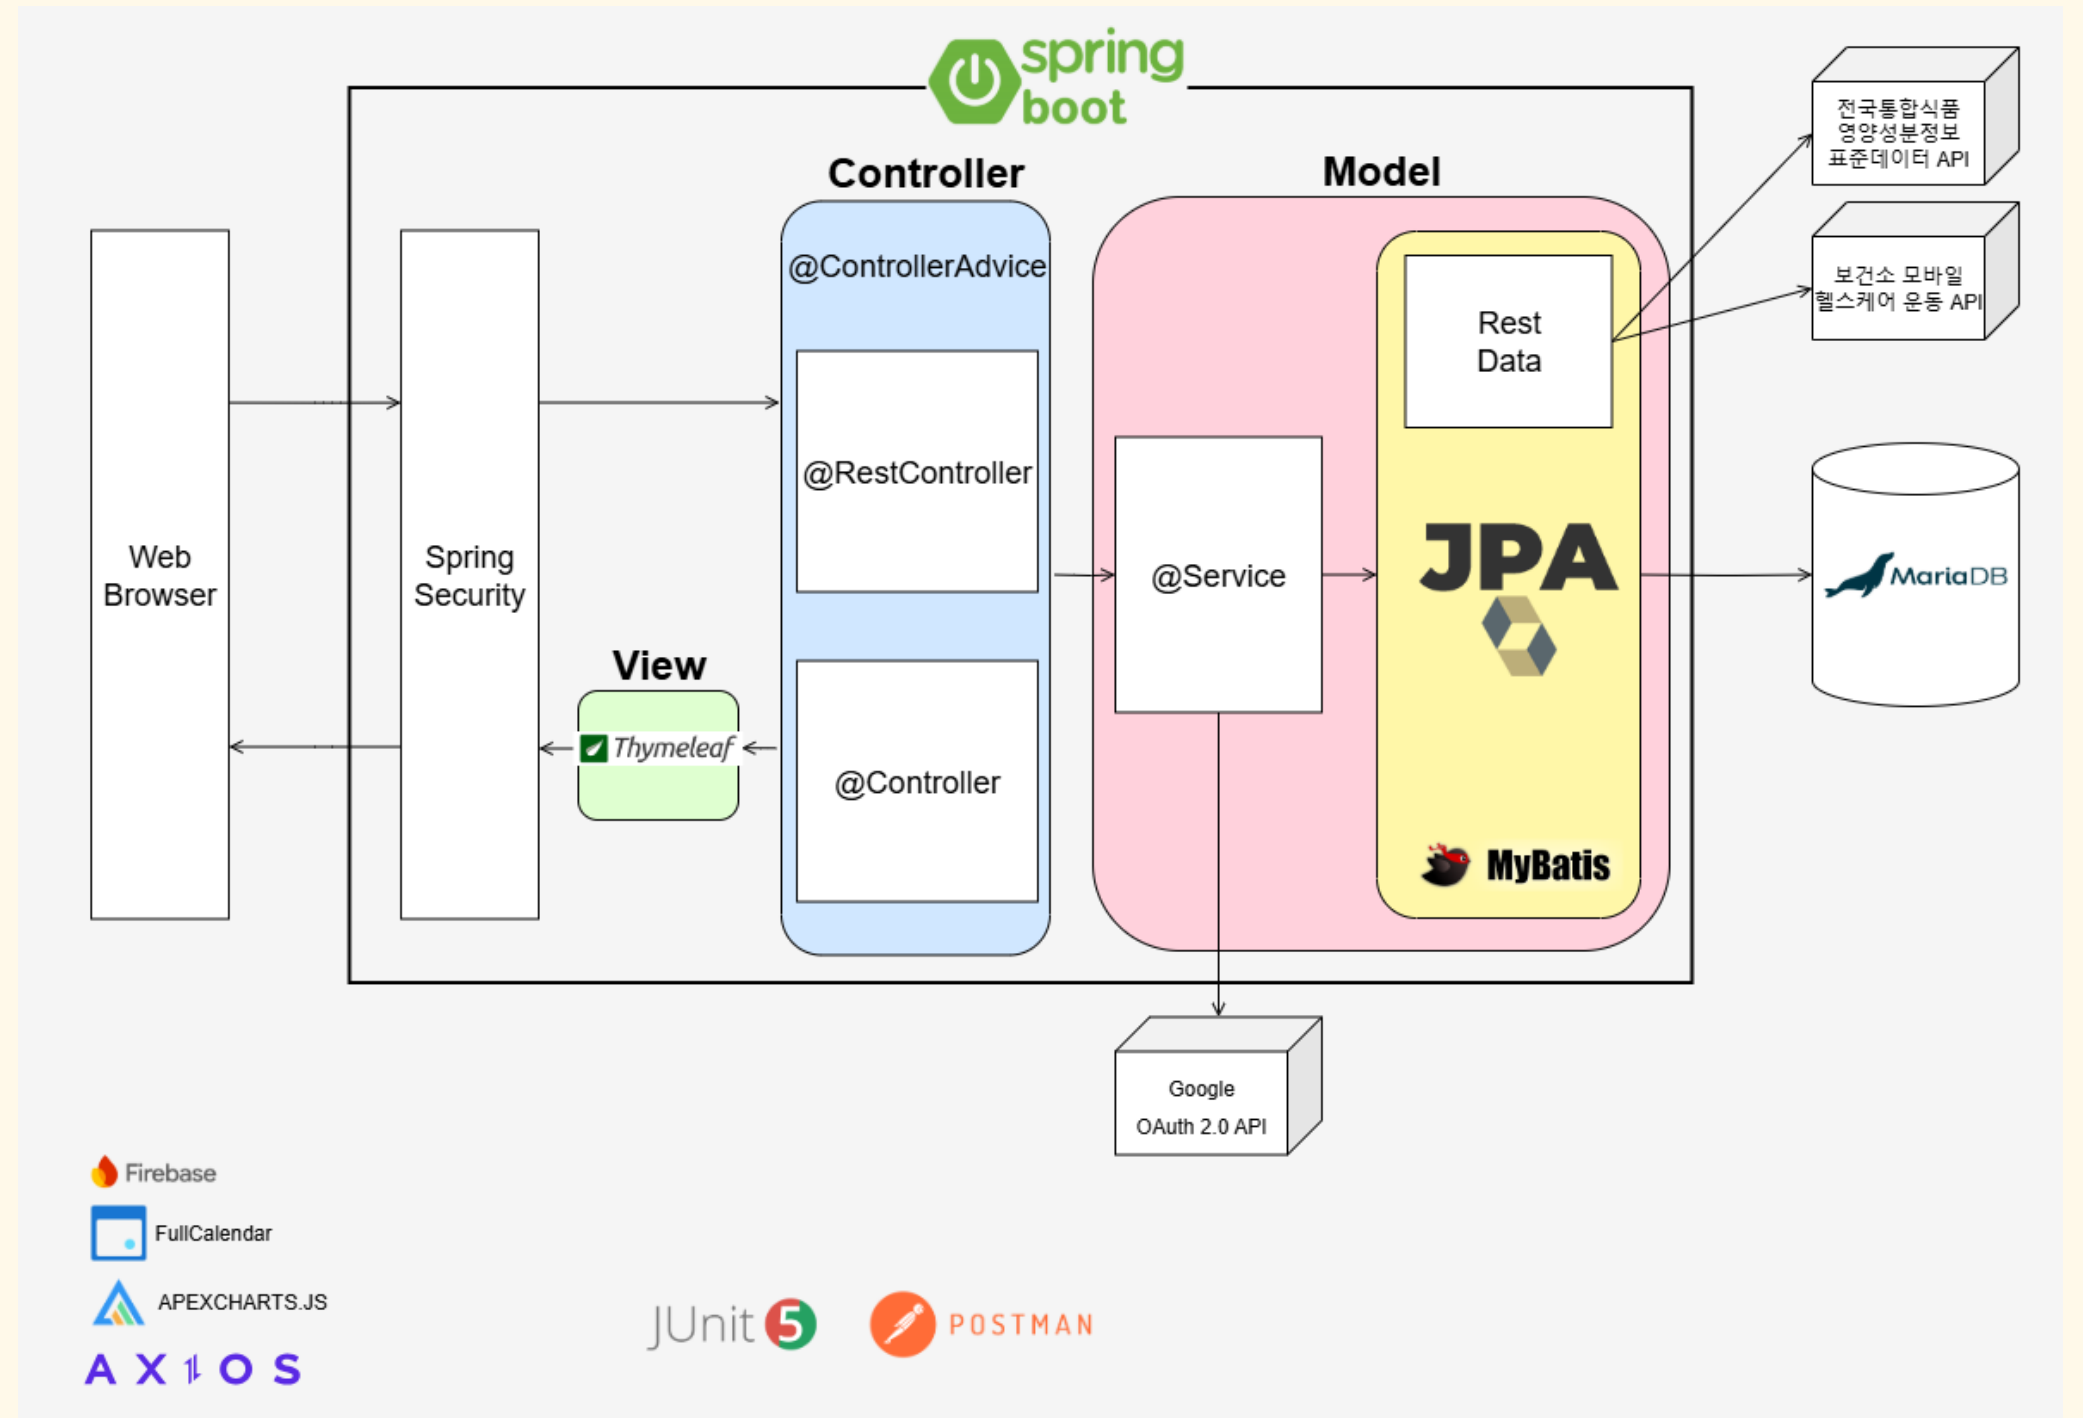 spring
boot
Controller
Model
View
Web
Browser
Spring
Security
@ControllerAdvice
@RestController
@Controller
Thymeleaf
@Service
Rest
Data
JPA
MyBatis
전국통합식품
영양성분정보
표준데이터 API
보건소 모바일
헬스케어 운동 API
MariaDB
Google
OAuth 2.0 API
Firebase
FullCalendar
APEXCHARTS.JS
AXIOS
JUnit 5
POSTMAN